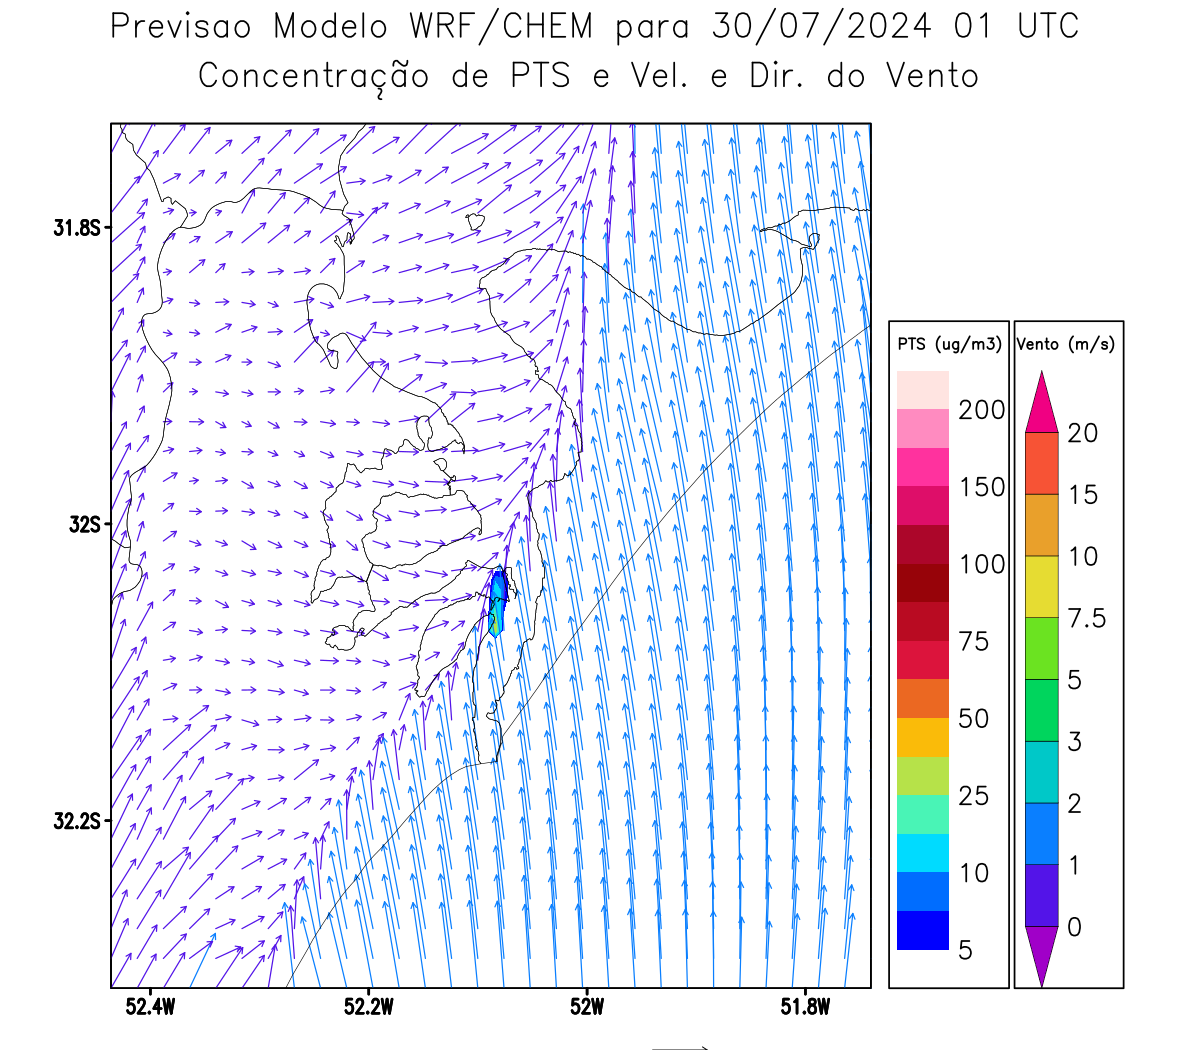 Previsao Modelo WRF/CHEM para 30/07/2024 01 UTC
Concentração de PTS e Vel. e Dir. do Vento
31.8S
32S
32.2S
52.4W
52.2W
52W
51.8W
PTS (ug/m3)
200
150
100
75
50
25
10
5
Vento (m/s)
20
15
10
7.5
5
3
2
1
0